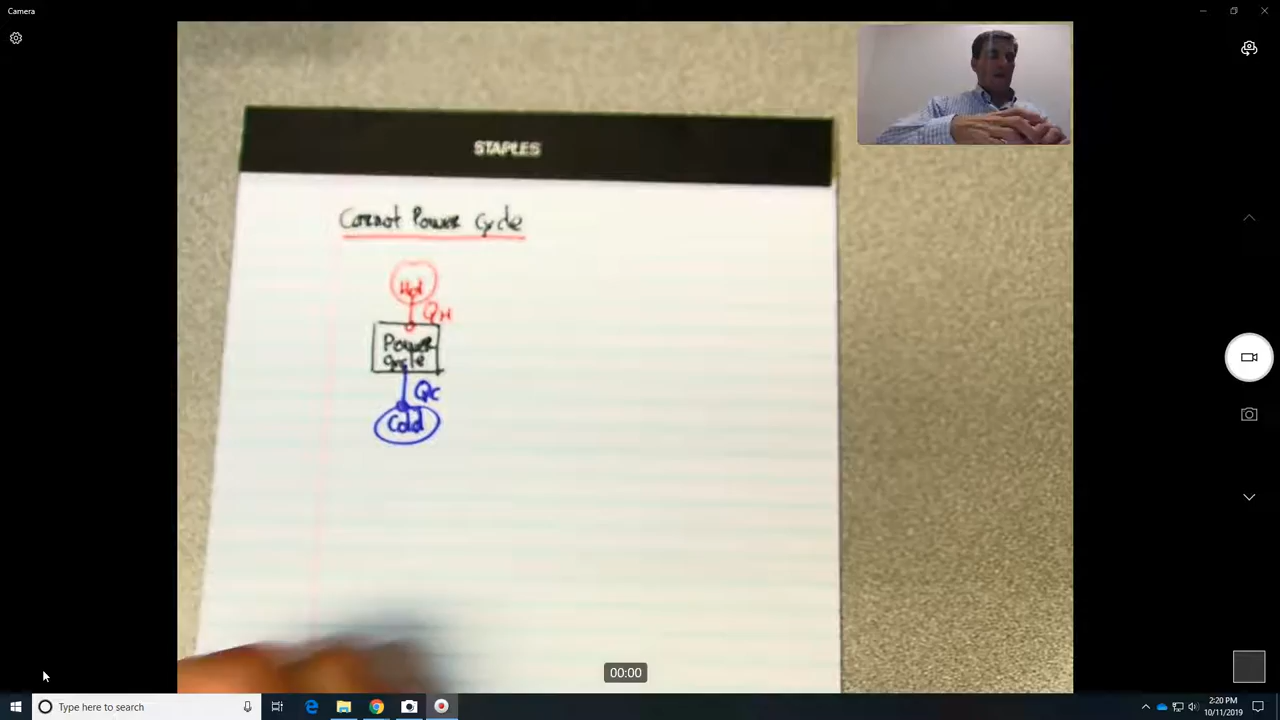 Camera
STAPLES
Carnot Power Cycle
Hot
QH
Power
Cycle
QC
Cold
00:00
Type here to search
2:20 PM
10/11/2019